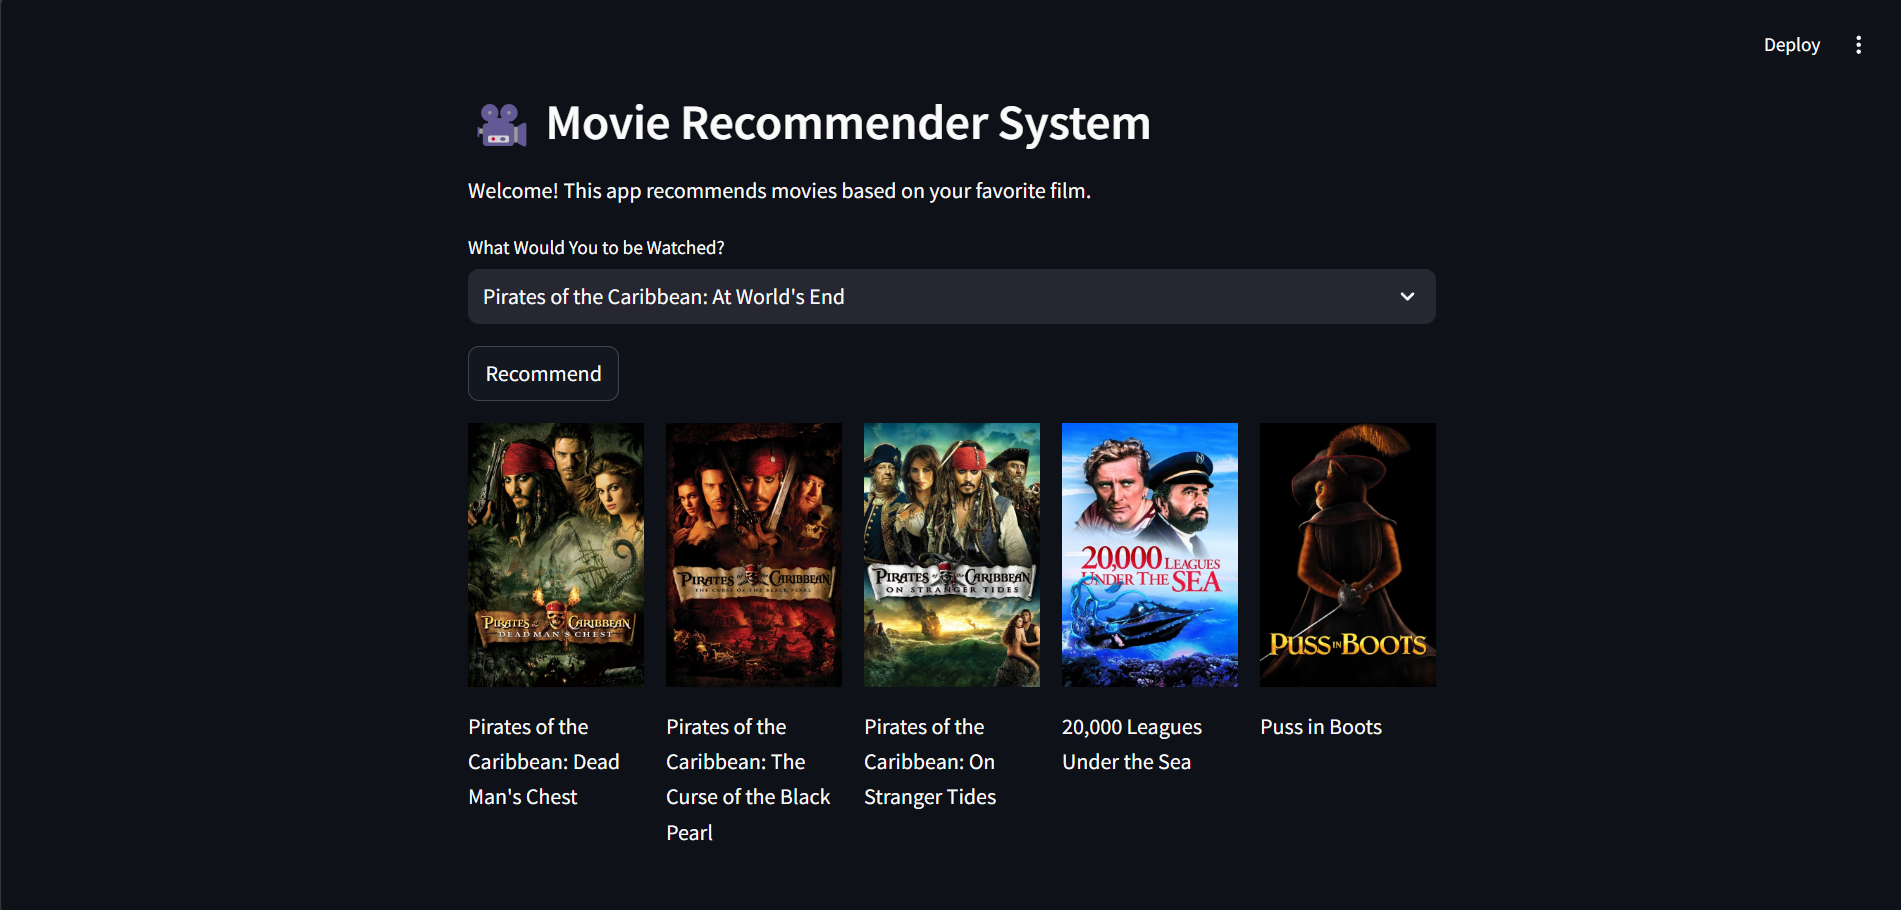 Deploy
Movie Recommender System
Welcome! This app recommends movies based on your favorite film.
What Would You to be Watched?
Pirates of the Caribbean: At World's End
Recommend
PIRATES of the CARIBBEAN
DEAD MAN'S CHEST
PIRATES of the CARIBBEAN
THE CURSE OF THE BLACK PEARL
PIRATES of the CARIBBEAN
ON STRANGER TIDES
20,000 LEAGUES
UNDER THE SEA
PUSS IN BOOTS
Pirates of the
Caribbean: Dead
Man's Chest
Pirates of the
Caribbean: The
Curse of the Black
Pearl
Pirates of the
Caribbean: On
Stranger Tides
20,000 Leagues
Under the Sea
Puss in Boots